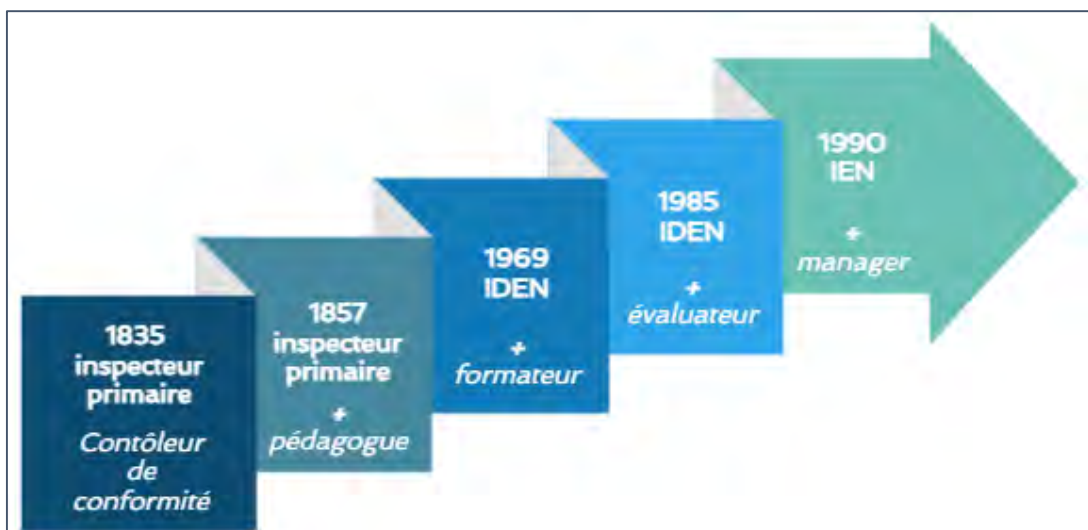 1835
inspecteur
primaire
Contôleur
de
conformité
1857
inspecteur
primaire
+
pédagogue
1969
IDEN
+
formateur
1985
IDEN
+
évaluateur
1990
IEN
+
manager